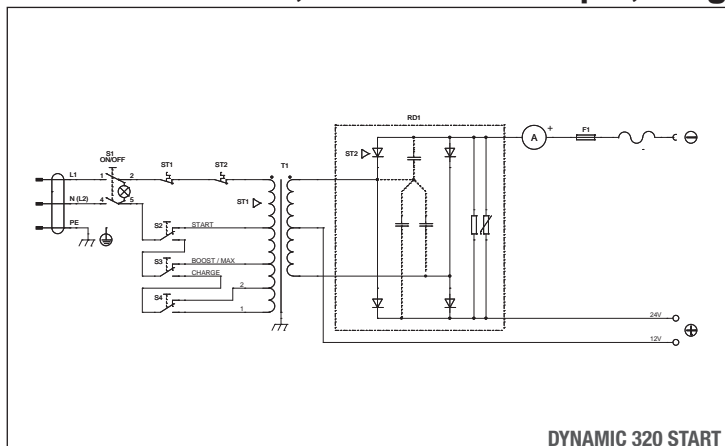 RD1
A
+
F1
-
S1
ON/OFF
ST1
ST2
T1
ST2
L1
1
2
N (L2)
4
5
ST1
PE
S2
START
S3
BOOST / MAX
CHARGE
S4
2
1
24V
12V
DYNAMIC 320 START